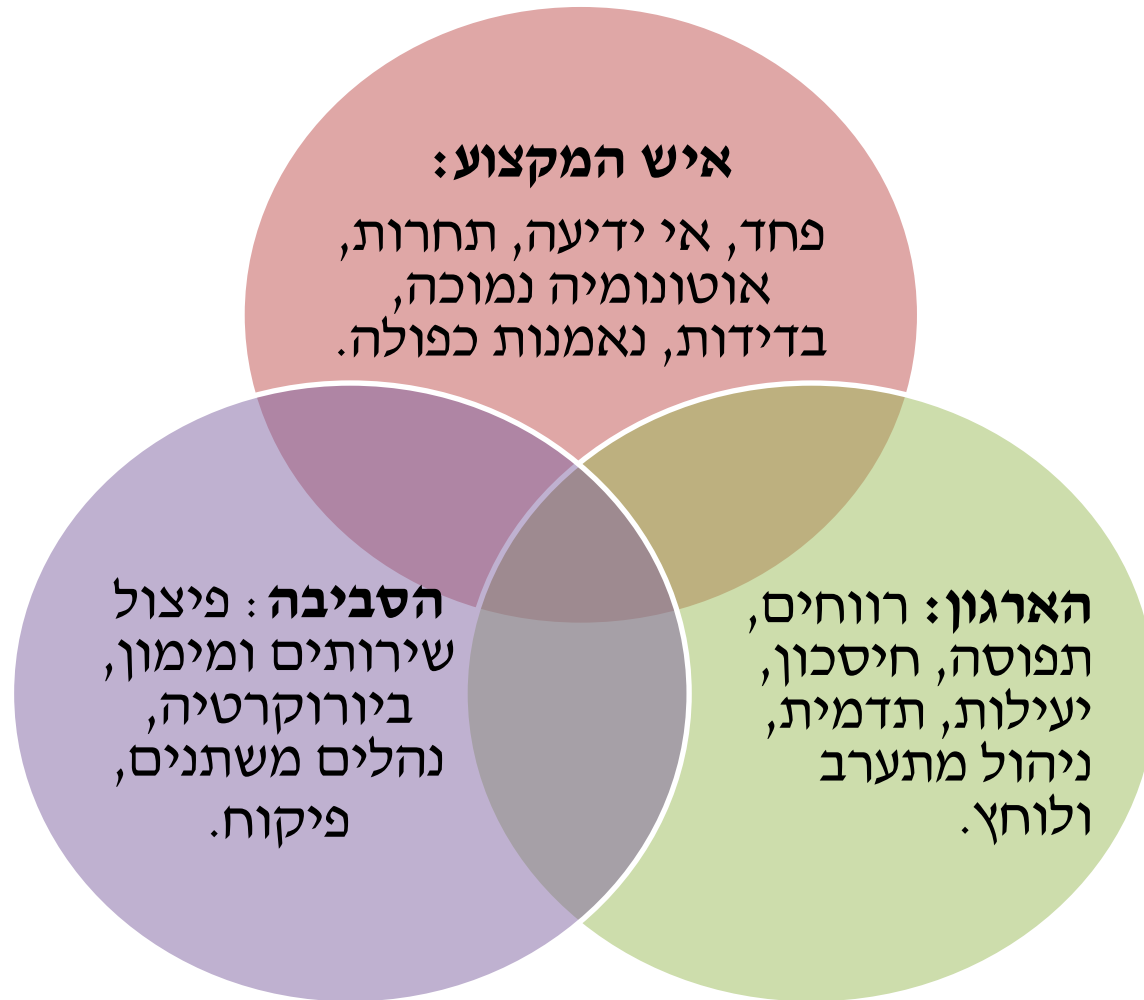 איש המקצוע:
פחד, אי ידיעה, תחרות,
אוטונומיה נמוכה,
בדידות, נאמנות כפולה.
הארגון: רווחים,
תפוסה, חיסכון,
יעילות, תדמית,
ניהול מתערב
ולוחץ.
הסביבה : פיצול
שירותים ומימון,
ביורוקרטיה,
נהלים משתנים,
פיקוח.